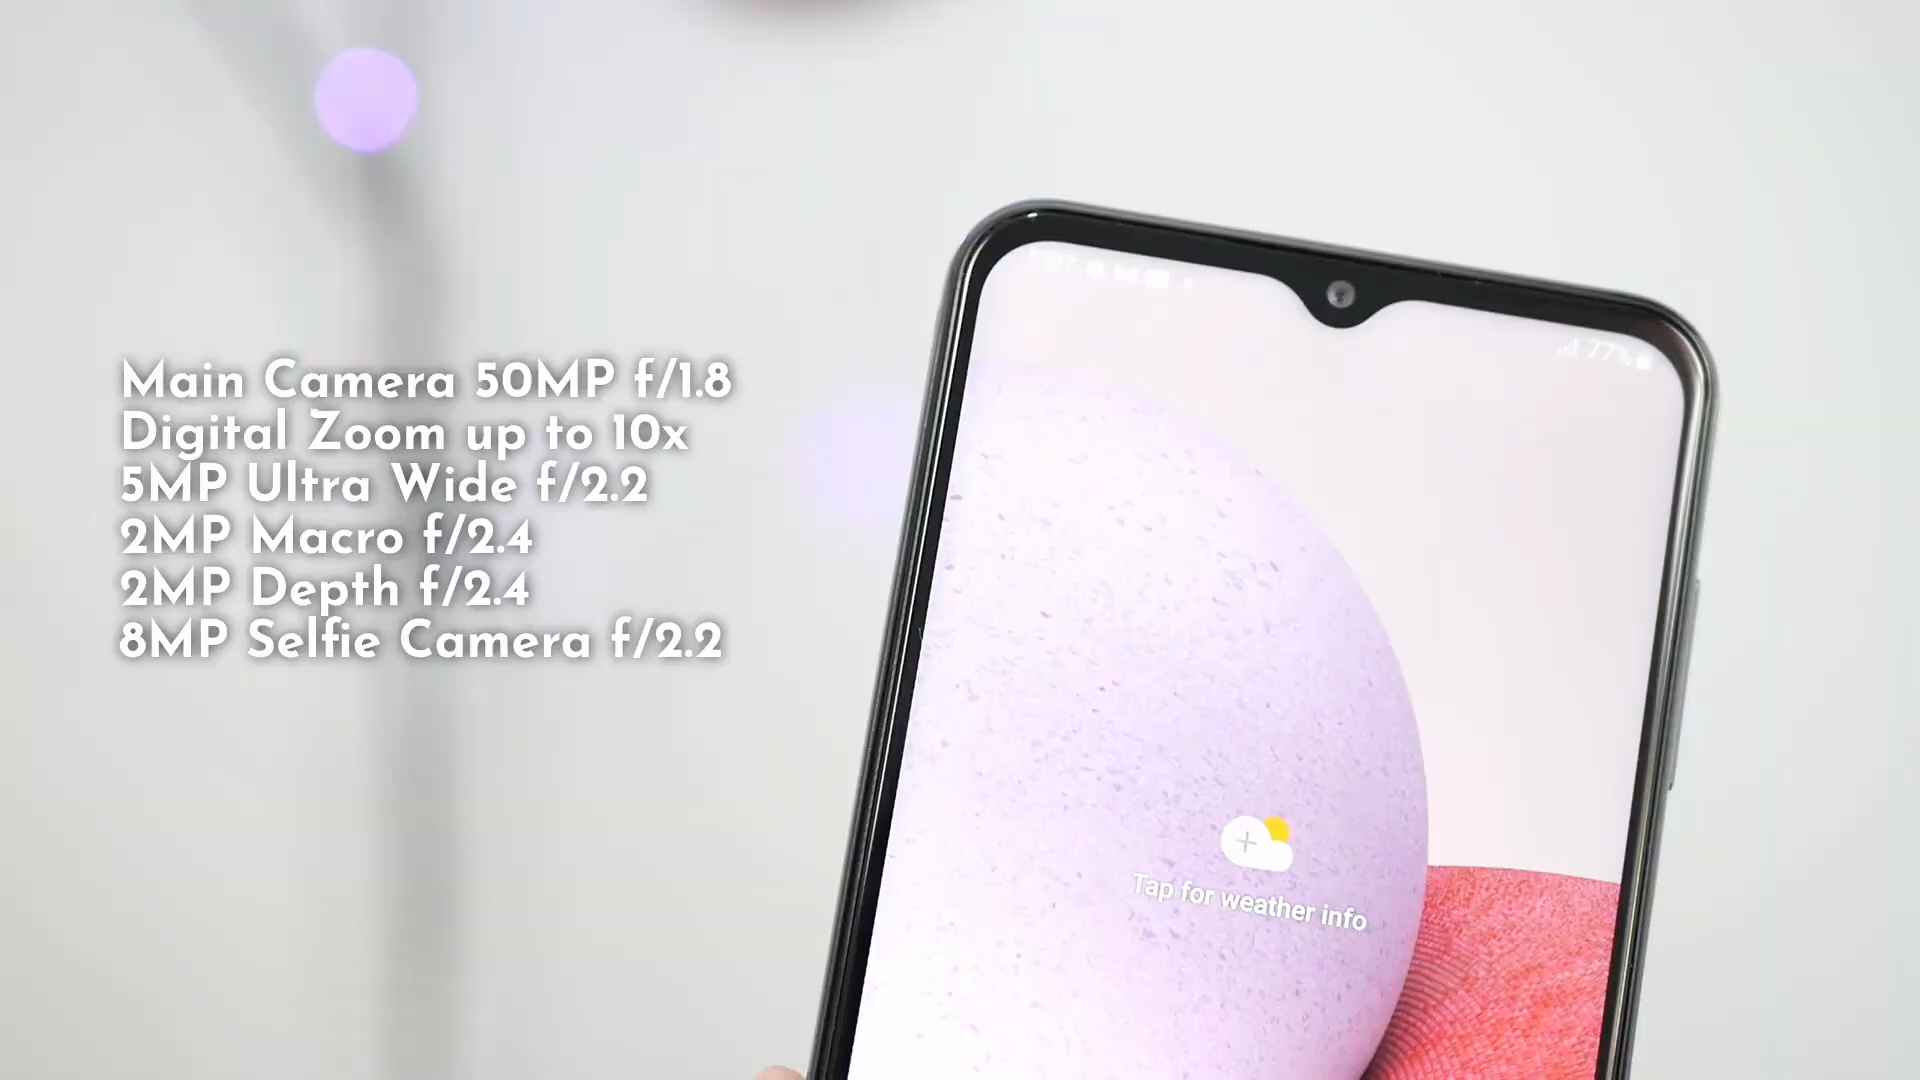 Main Camera 50MP f/1.8
Digital Zoom up to 10x
5MP Ultra Wide f/2.2
2MP Macro f/2.4
2MP Depth f/2.4
8MP Selfie Camera f/2.2
77%
Tap for weather info